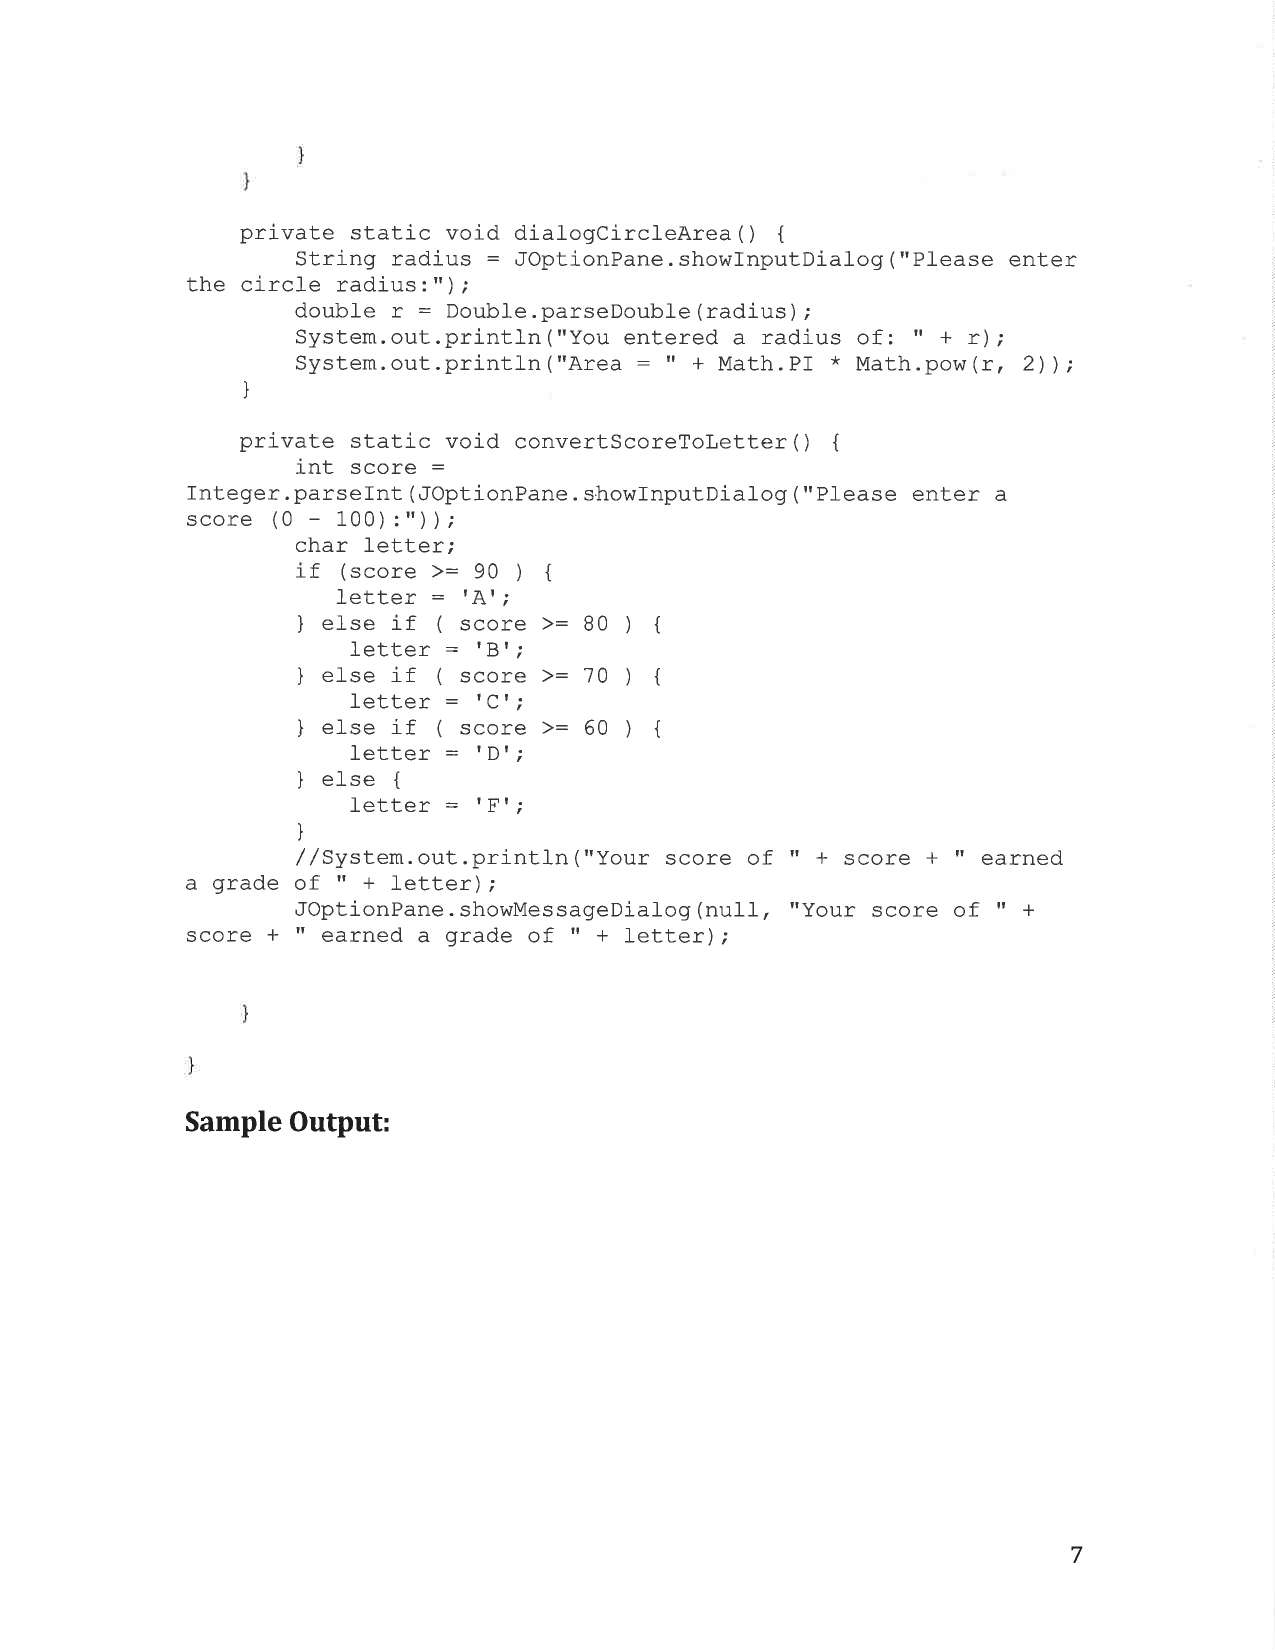 }
}
private static void dialogCircleArea() {
String radius = JOptionPane.showInputDialog("Please enter
the circle radius:");
double r = Double.parseDouble(radius);
System.out.println("You entered a radius of: " + r);
System.out.println("Area = " + Math.PI * Math.pow(r, 2));
}
private static void convertScoreToLetter() {
int score =
Integer.parseInt(JOptionPane.showInputDialog("Please enter a
score (0 - 100):"));
char letter;
if (score >= 90 ) {
letter = 'A';
} else if ( score >= 80 ) {
letter = 'B';
} else if ( score >= 70 ) {
letter = 'C';
} else if ( score >= 60 ) {
letter = 'D';
} else {
letter = 'F';
}
//System.out.println("Your score of " + score + " earned
a grade of " + letter);
JOptionPane.showMessageDialog(null, "Your score of " +
score + " earned a grade of " + letter);
}
}
Sample Output:
7